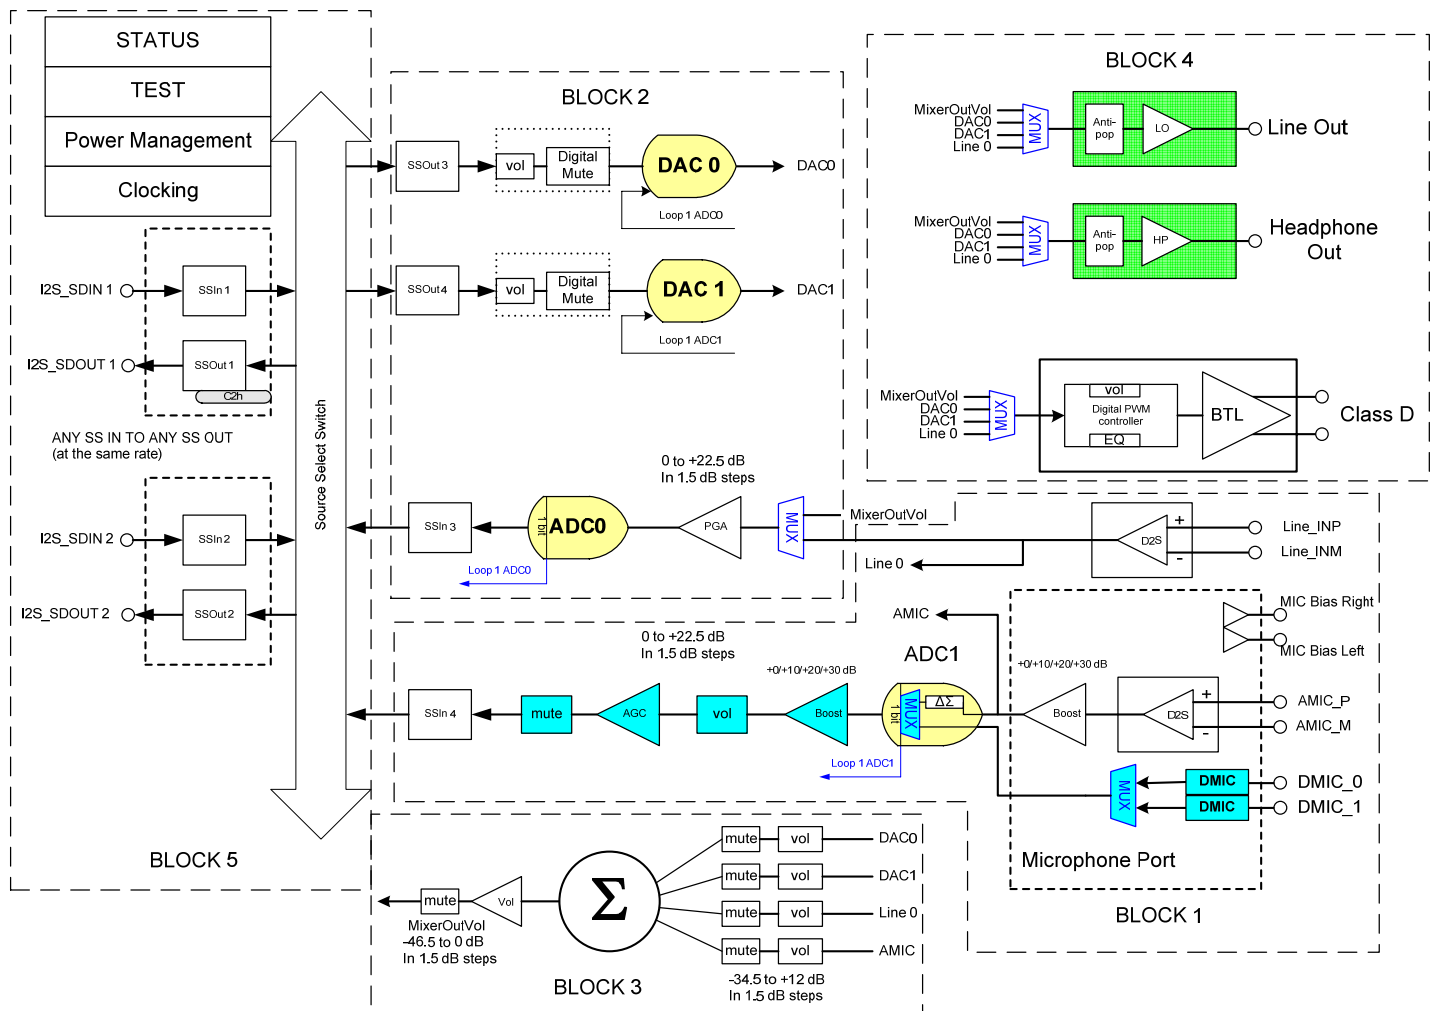 STATUS
TEST
Power Management
Clocking
I2S_SDIN 1
SSIn 1
I2S_SDOUT 1
SSOut 1
C2h
ANY SS IN TO ANY SS OUT
(at the same rate)
I2S_SDIN 2
SSIn 2
I2S_SDOUT 2
SSOut 2
BLOCK 5
Source Select Switch
BLOCK 2
SSOut 3
vol
Digital
Mute
DAC 0
DAC0
Loop 1 ADC0
SSOut 4
vol
Digital
Mute
DAC 1
DAC1
Loop 1 ADC1
0 to +22.5 dB
In 1.5 dB steps
SSIn 3
1 bit
ADC0
PGA
MUX
MixerOutVol
Loop 1 ADC0
Line 0
BLOCK 4
MixerOutVol
DAC0
DAC1
Line 0
MUX
Anti-
pop
LO
Line Out
MixerOutVol
DAC0
DAC1
Line 0
MUX
Anti-
pop
HP
Headphone
Out
MixerOutVol
DAC0
DAC1
Line 0
MUX
vol
Digital PWM
controller
EQ
BTL
Class D
D2S
+
-
Line_INP
Line_INM
AMIC
MIC Bias Right
MIC Bias Left
0 to +22.5 dB
In 1.5 dB steps
+0/+10/+20/+30 dB
ADC1
+0/+10/+20/+30 dB
SSIn 4
mute
AGC
vol
Boost
1 bit
MUX
ΔΣ
Boost
D2S
+
-
AMIC_P
AMIC_M
Loop 1 ADC1
MUX
DMIC
DMIC
DMIC_0
DMIC_1
Microphone Port
BLOCK 1
mute
vol
DAC0
mute
vol
DAC1
mute
vol
Line 0
mute
vol
AMIC
Σ
Vol
mute
MixerOutVol
-46.5 to 0 dB
In 1.5 dB steps
BLOCK 3
-34.5 to +12 dB
In 1.5 dB steps